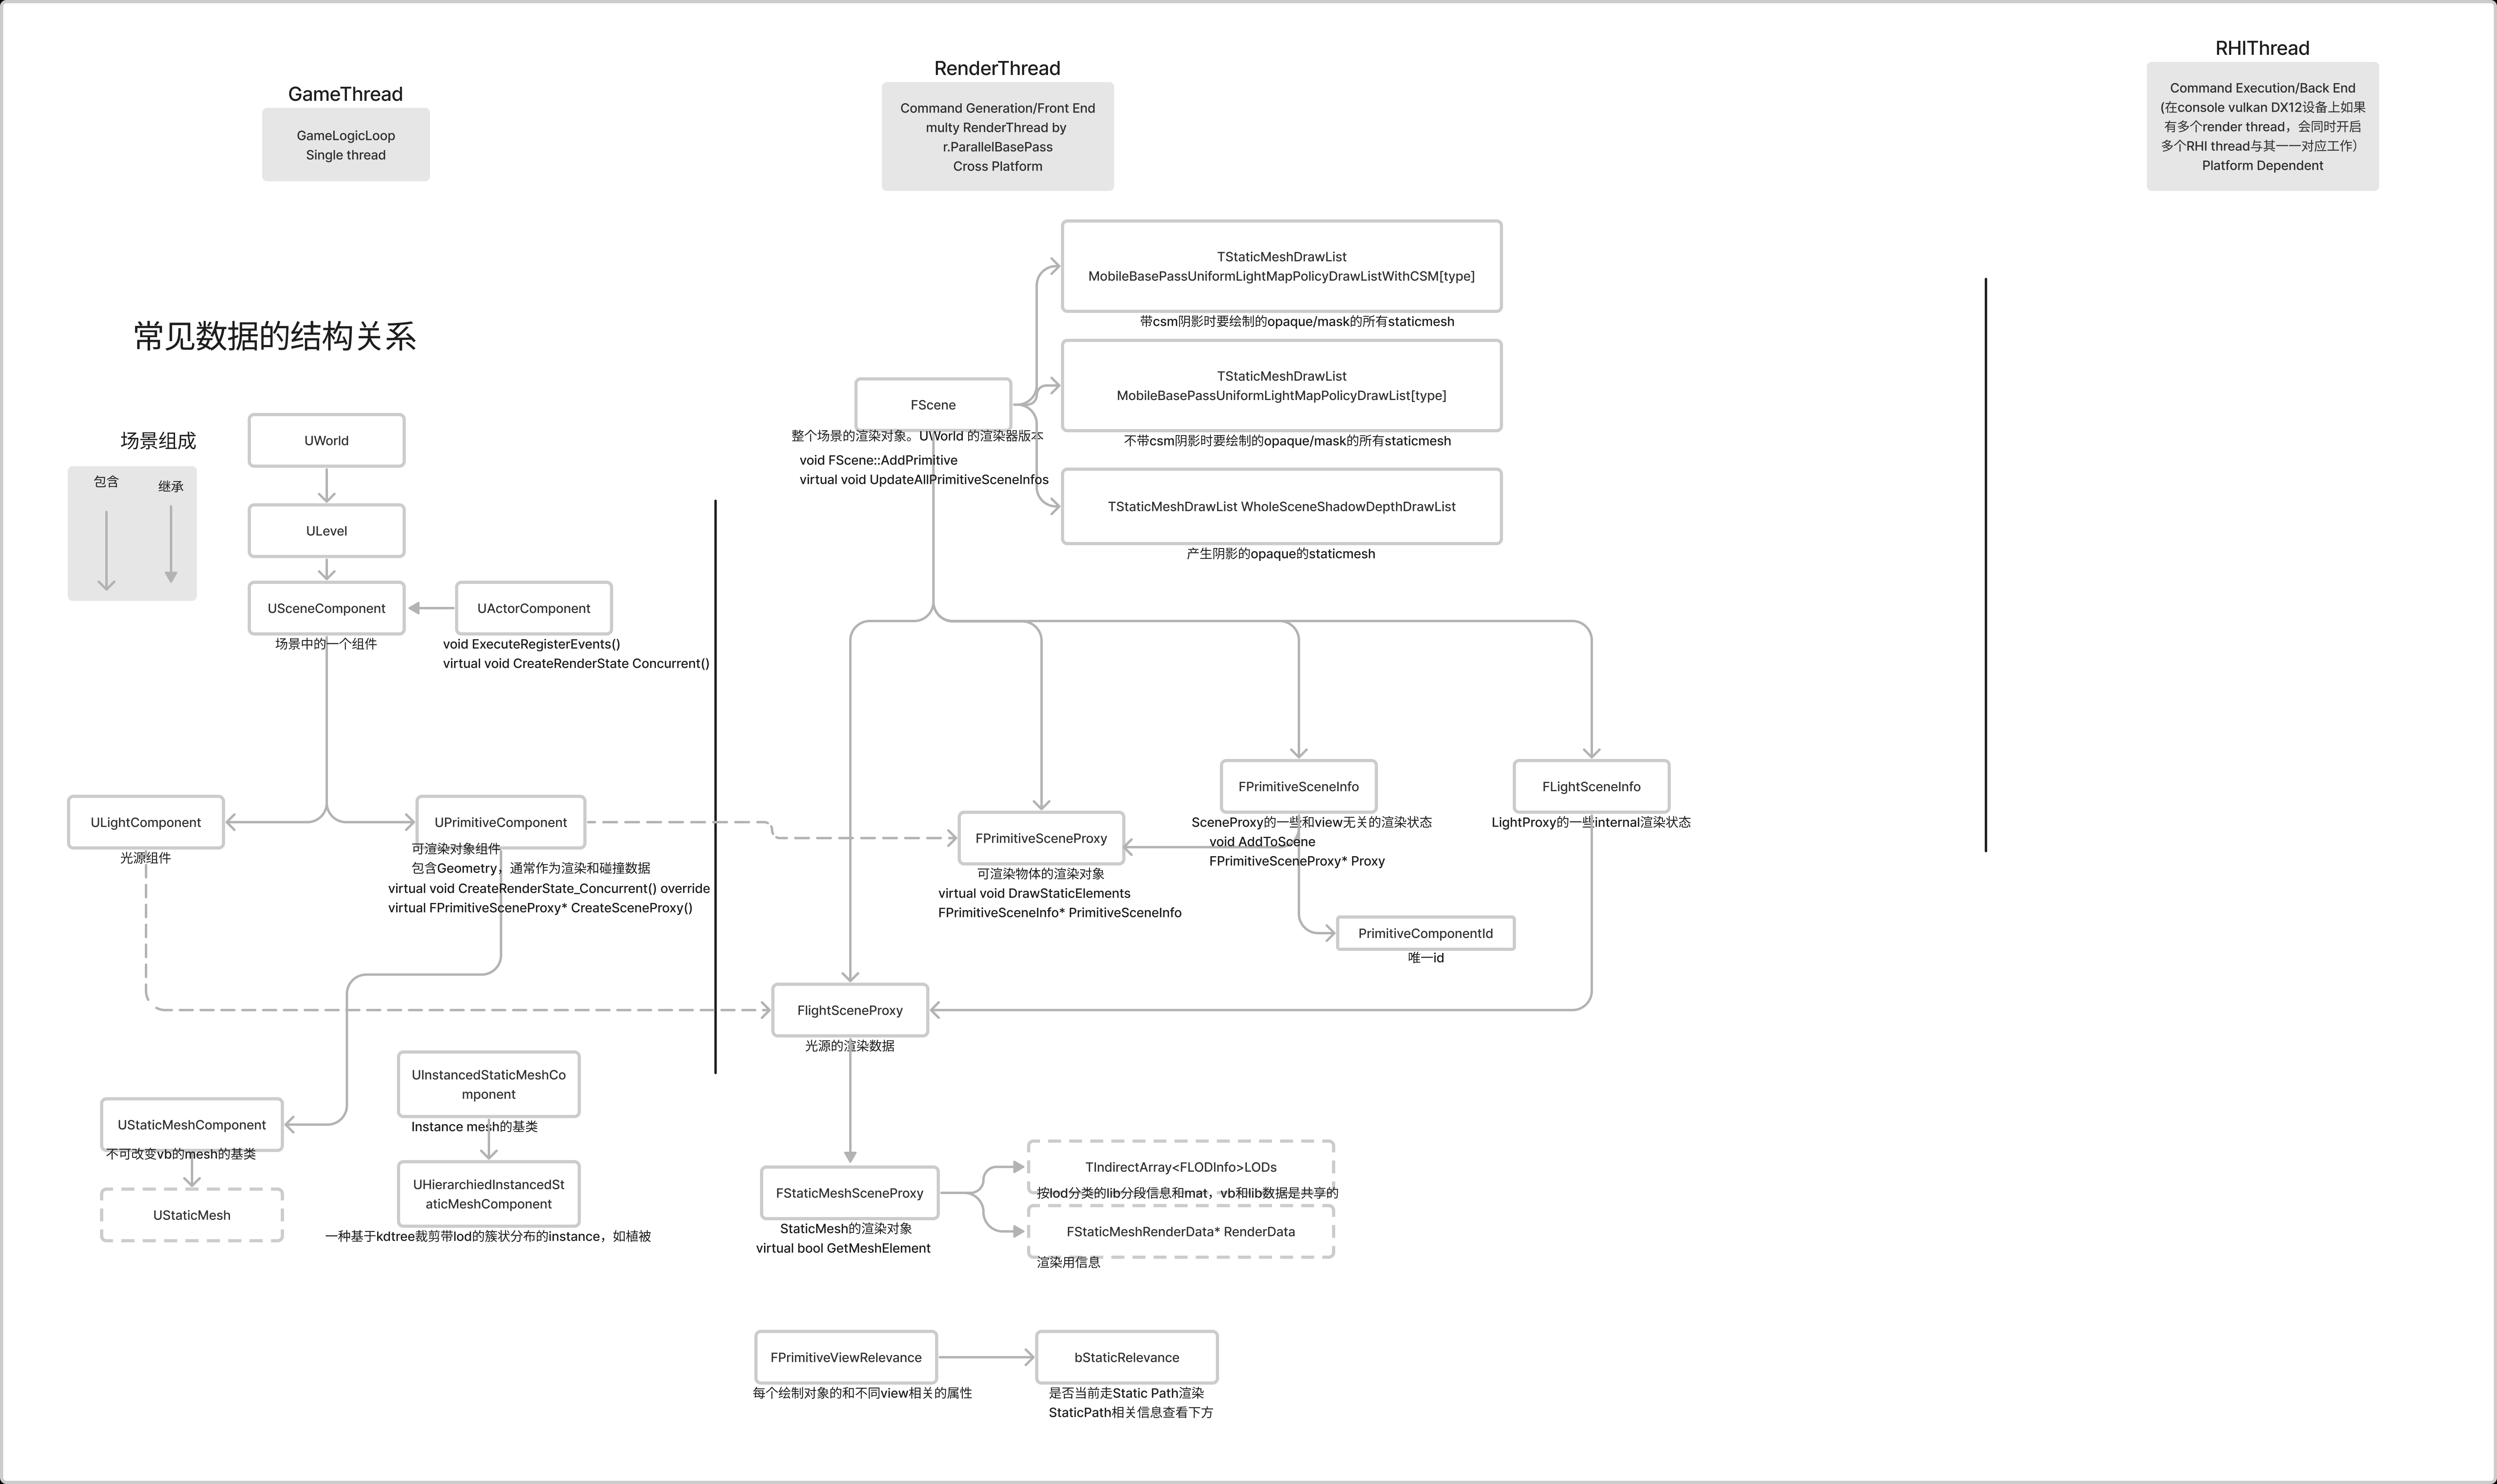 GameThread
GameLogicLoop
Single thread
RenderThread
Command Generation/Front End
multy RenderThread by
r.ParallelBasePass
Cross Platform
RHIThread
Command Execution/Back End
(在console vulkan DX12设备上如果
有多个render thread，会同时开启
多个RHI thread与其一一对应工作）
Platform Dependent
常见数据的结构关系
场景组成
包含
继承
UWorld
ULevel
USceneComponent
场景中的一个组件
UActorComponent
void ExecuteRegisterEvents()
virtual void CreateRenderState Concurrent()
ULightComponent
光源组件
UPrimitiveComponent
可渲染对象组件
包含Geometry，通常作为渲染和碰撞数据
virtual void CreateRenderState_Concurrent() override
virtual FPrimitiveSceneProxy* CreateSceneProxy()
UStaticMeshComponent
不可改变vb的mesh的基类
UStaticMesh
UInstancedStaticMeshCo
mponent
Instance mesh的基类
UHierarchiedInstancedSt
aticMeshComponent
一种基于kdtree裁剪带lod的簇状分布的instance，如植被
FScene
整个场景的渲染对象。UWorld 的渲染器版本
void FScene::AddPrimitive
virtual void UpdateAllPrimitiveSceneInfos
TStaticMeshDrawList
MobileBasePassUniformLightMapPolicyDrawListWithCSM[type]
带csm阴影时要绘制的opaque/mask的所有staticmesh
TStaticMeshDrawList
MobileBasePassUniformLightMapPolicyDrawList[type]
不带csm阴影时要绘制的opaque/mask的所有staticmesh
TStaticMeshDrawList WholeSceneShadowDepthDrawList
产生阴影的opaque的staticmesh
FPrimitiveSceneProxy
可渲染物体的渲染对象
virtual void DrawStaticElements
FPrimitiveSceneInfo* PrimitiveSceneInfo
FPrimitiveSceneInfo
SceneProxy的一些和view无关的渲染状态
void AddToScene
FPrimitiveSceneProxy* Proxy
PrimitiveComponentId
唯一id
FLightSceneInfo
LightProxy的一些internal渲染状态
FlightSceneProxy
光源的渲染数据
FStaticMeshSceneProxy
StaticMesh的渲染对象
virtual bool GetMeshElement
TIndirectArray<FLODInfo>LODs
按lod分类的lib分段信息和mat，vb和lib数据是共享的
FStaticMeshRenderData* RenderData
渲染用信息
FPrimitiveViewRelevance
每个绘制对象的和不同view相关的属性
bStaticRelevance
是否当前走Static Path渲染
StaticPath相关信息查看下方